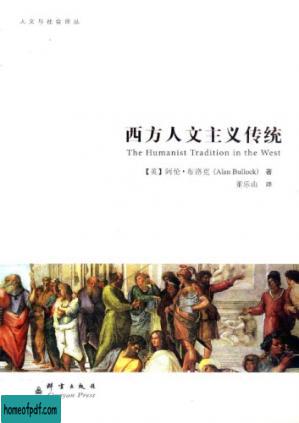 人文与社会译丛
西方人文主义传统
The Humanist Tradition in the West
【英】阿伦·布洛克 (Alan Bullock) 著
董乐山 译
群言出版社
Qunyan Press
homeofpdf.com